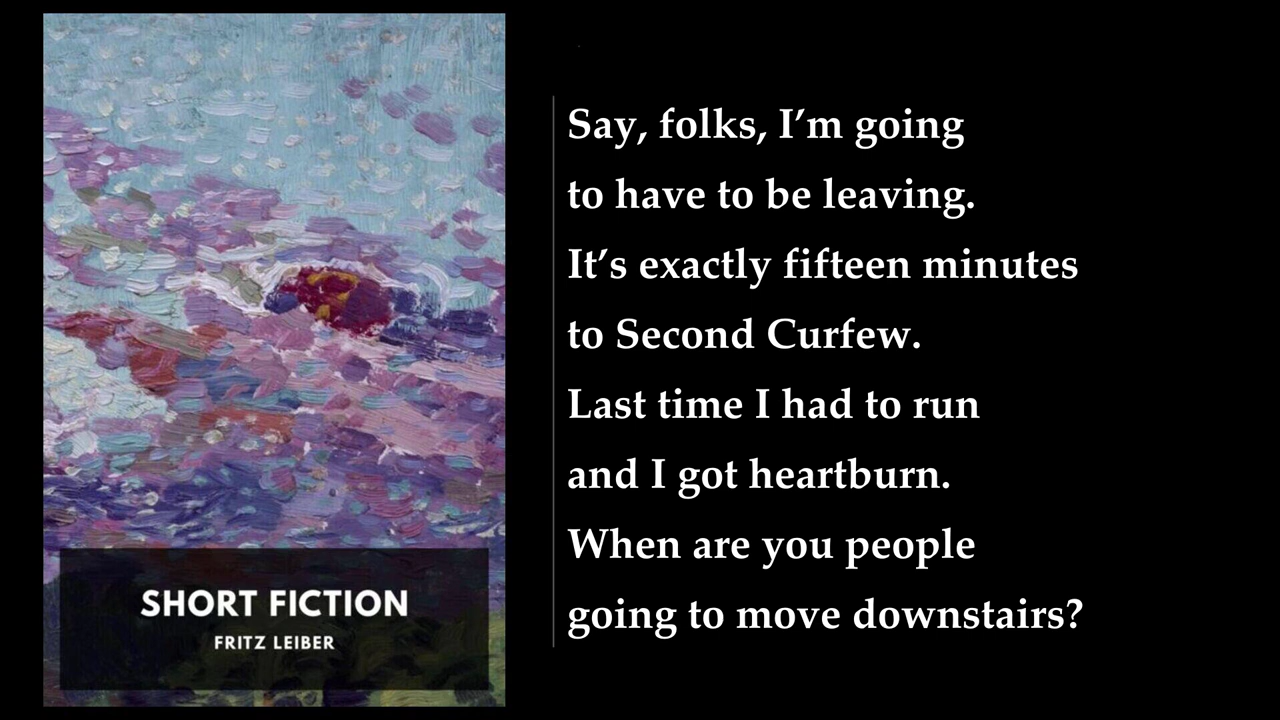 SHORT FICTION
FRITZ LEIBER
Say, folks, I’m going
to have to be leaving.
It’s exactly fifteen minutes
to Second Curfew.
Last time I had to run
and I got heartburn.
When are you people
going to move downstairs?